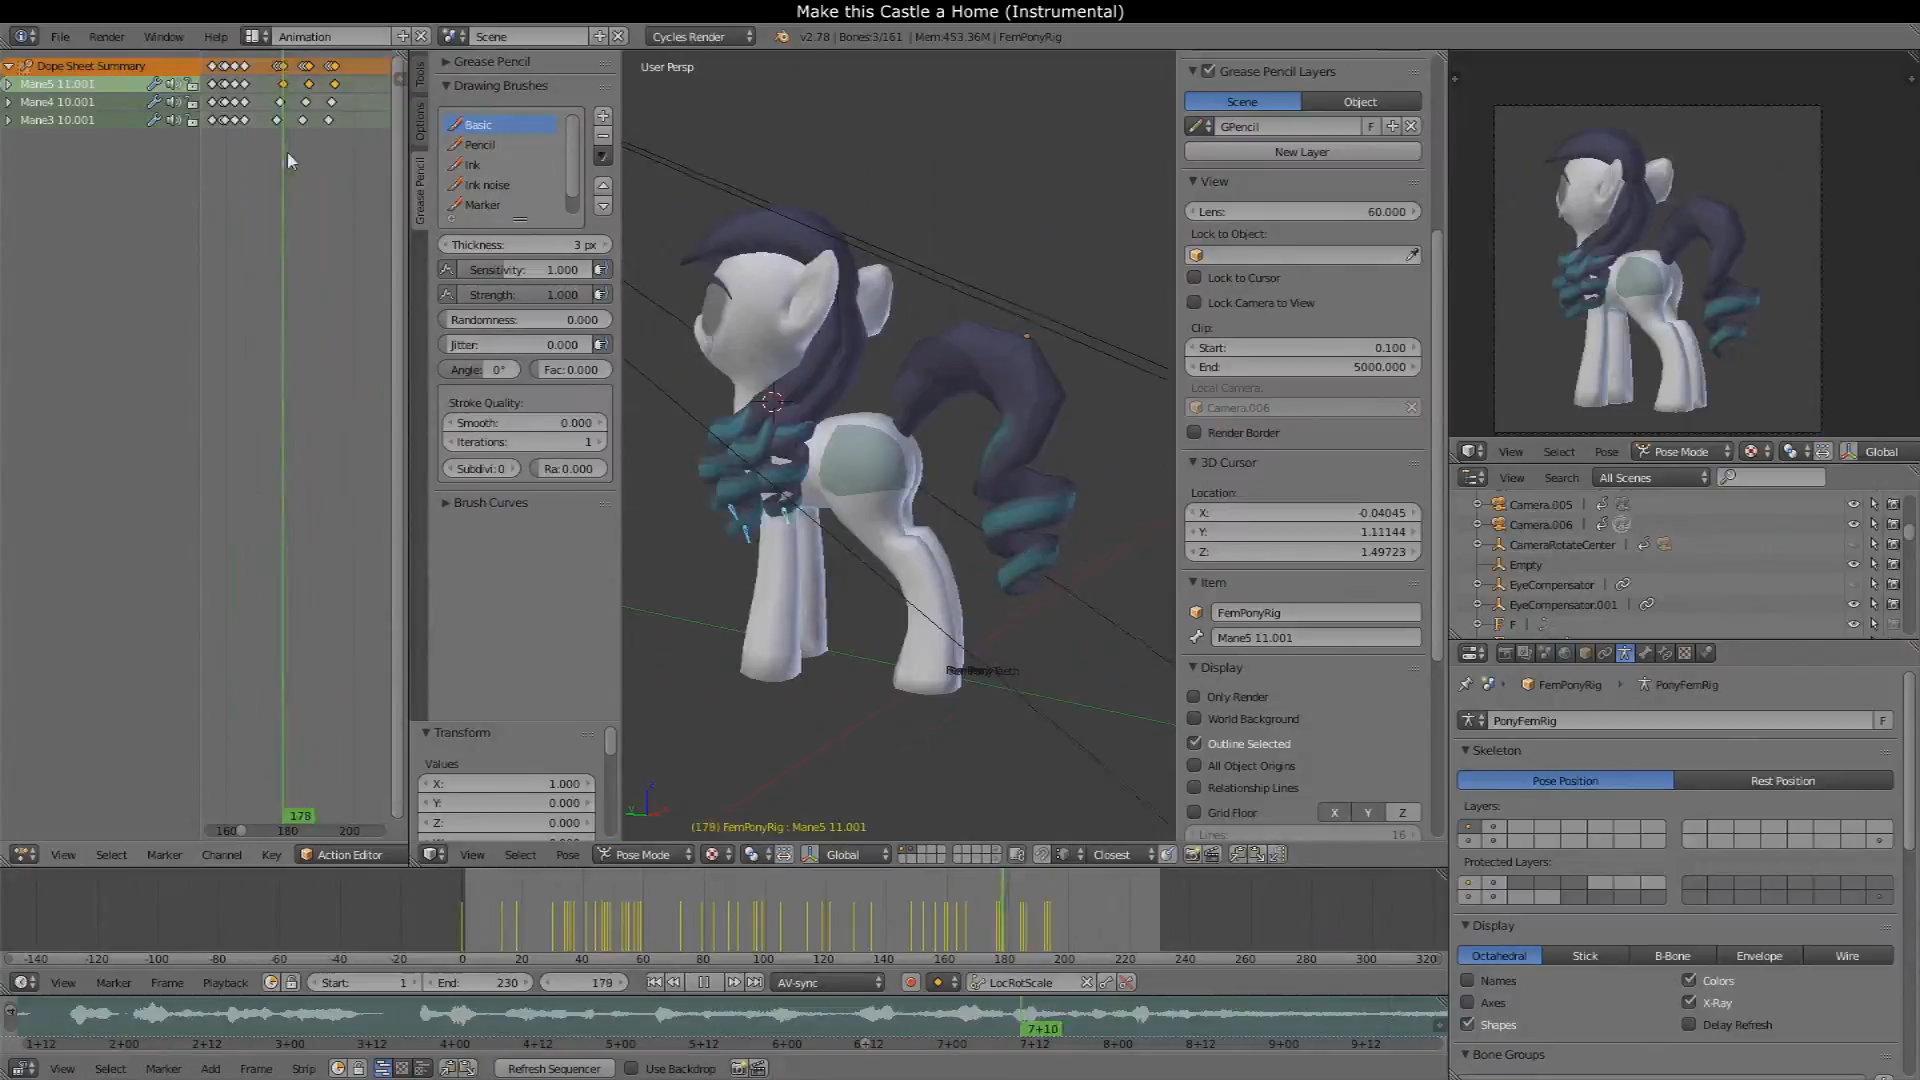 Make this Castle a Home (Instrumental)
File Render Window Help Animation Scene Cycles Render v2.78 | Bones:3/161 | Mem:453.36M | FemPonyRig
Dope Sheet Summary
Mane5 11.001
Mane4 10.001
Mane3 10.001
160 180 200
178
View Select Marker Channel Key Action Editor
Tools
Options
Grease Pencil
Grease Pencil
Drawing Brushes
Basic
Pencil
Ink
Ink noise
Marker
Thickness: 3 px
Sensitivity: 1.000
Strength: 1.000
Randomness: 0.000
Jitter: 0.000
Angle: 0° Fac: 0.000
Stroke Quality:
Smooth: 0.000
Iterations: 1
Subdivi: 0 Ra: 0.000
Brush Curves
Transform
Values
X: 1.000
Y: 0.000
Z: 0.000
User Persp
(178) FemPonyRig : Mane5 11.001
View Select Pose Pose Mode Global Closest
Grease Pencil Layers
Scene Object
GPencil F
New Layer
View
Lens: 60.000
Lock to Object:
Lock to Cursor
Lock Camera to View
Clip:
Start: 0.100
End: 5000.000
Local Camera:
Camera.006
Render Border
3D Cursor
Location:
X: -0.04045
Y: 1.11144
Z: 1.49723
Item
FemPonyRig
Mane5 11.001
Display
Only Render
World Background
Outline Selected
All Object Origins
Relationship Lines
Grid Floor X Y Z
Lines: 16
View Select Pose Pose Mode Global
View Search All Scenes
Camera.005
Camera.006
CameraRotateCenter
Empty
EyeCompensator
EyeCompensator.001
F
FemPonyRig PonyFemRig
PonyFemRig F
Skeleton
Pose Position Rest Position
Layers:
Protected Layers:
Display
Octahedral Stick B-Bone Envelope Wire
Names Colors
Axes X-Ray
Shapes Delay Refresh
Bone Groups
-140 -120 -100 -80 -60 -40 -20 0 20 40 60 80 100 120 140 160 180 200 220 240 260 280 300 320
View Marker Frame Playback Start: 1 End: 230 178 AV-sync LocRotScale
7+10
1+12 2+00 2+12 3+00 3+12 4+00 4+12 5+00 5+12 6+00 6+12 7+00 7+12 8+00 8+12 9+00 9+12
View Select Marker Add Frame Strip Refresh Sequencer Use Backdrop